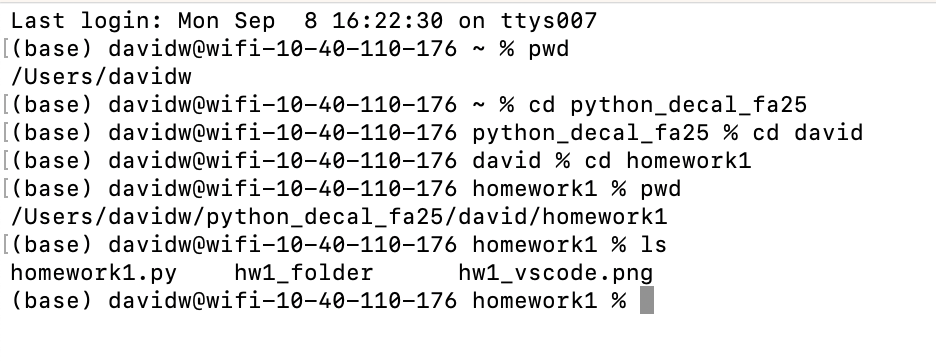 Last login: Mon Sep  8 16:22:30 on ttys007
[(base) davidw@wifi-10-40-110-176 ~ % pwd
/Users/davidw
[(base) davidw@wifi-10-40-110-176 ~ % cd python_decal_fa25
[(base) davidw@wifi-10-40-110-176 python_decal_fa25 % cd david
[(base) davidw@wifi-10-40-110-176 david % cd homework1
[(base) davidw@wifi-10-40-110-176 homework1 % pwd
/Users/davidw/python_decal_fa25/david/homework1
[(base) davidw@wifi-10-40-110-176 homework1 % ls
homework1.py    hw1_folder      hw1_vscode.png
(base) davidw@wifi-10-40-110-176 homework1 %